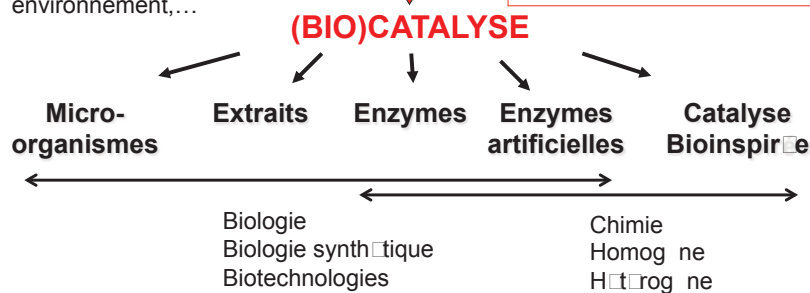 environnement,...
(BIO)CATALYSE
Micro-organismes
Extraits
Enzymes
Enzymes artificielles
Catalyse Bioinspir□e
Biologie
Biologie synth□tique
Biotechnologies
Chimie
Homog ne
H□t□rog ne